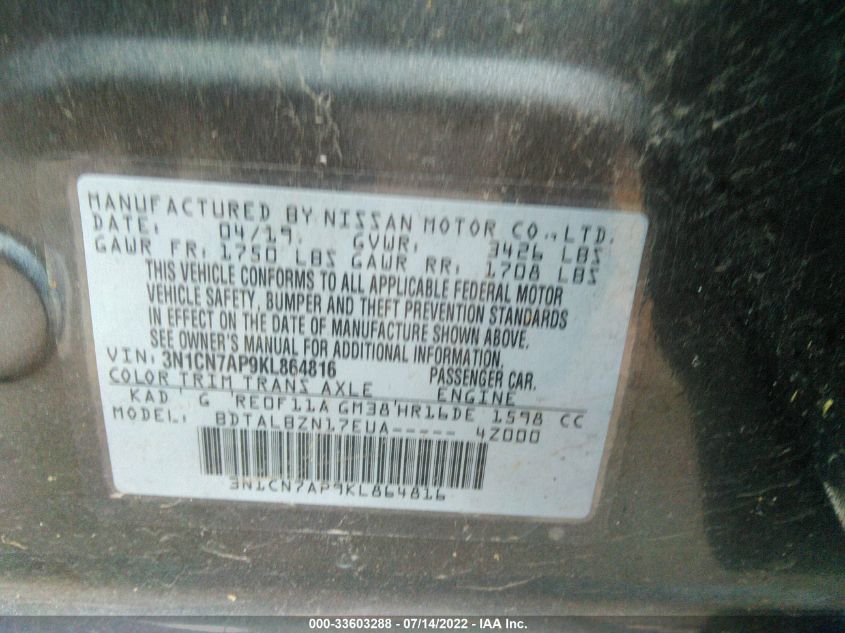 MANUFACTURED BY NISSAN MOTOR CO.,LTD.
DATE: 04/19. GVWR: 3426 LBS
GAWR FR: 1750 LBS GAWR RR: 1708 LBS
THIS VEHICLE CONFORMS TO ALL APPLICABLE FEDERAL MOTOR
VEHICLE SAFETY, BUMPER AND THEFT PREVENTION STANDARDS
IN EFFECT ON THE DATE OF MANUFACTURE SHOWN ABOVE.
SEE OWNER'S MANUAL FOR ADDITIONAL INFORMATION.
VIN: 3N1CN7AP9KL864816 PASSENGER CAR.
COLOR TRIM TRANS AXLE ENGINE
KAD G 'RE0F11A GM38'HR16DE 1598 CC
MODEL: BDTALBZN17EUA----- 4Z000
3N1CN7AP9KL864816
000-33603288 - 07/14/2022 - IAA Inc.